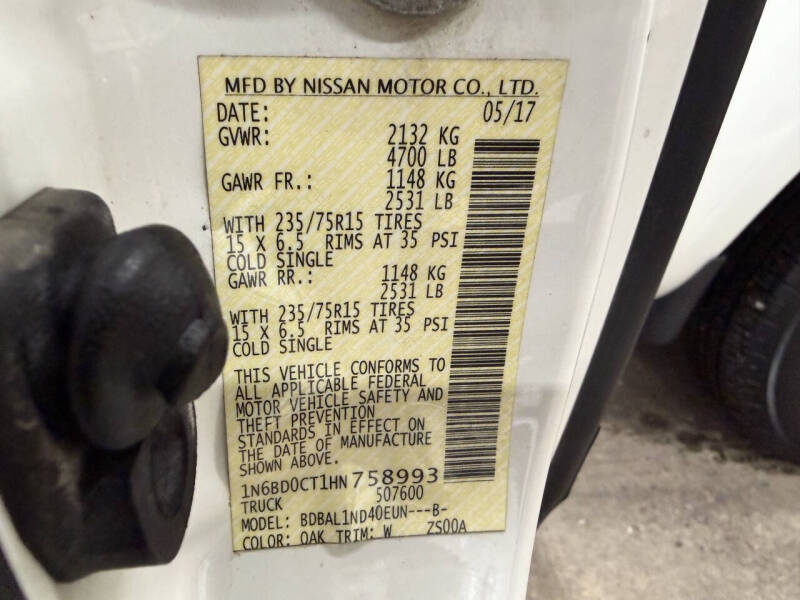 MFD BY NISSAN MOTOR CO., LTD.
DATE: 05/17
GVWR: 2132 KG
4700 LB
GAWR FR.: 1148 KG
2531 LB
WITH 235/75R15 TIRES
15 X 6.5 RIMS AT 35 PSI
COLD SINGLE
GAWR RR.: 1148 KG
2531 LB
WITH 235/75R15 TIRES
15 X 6.5 RIMS AT 35 PSI
COLD SINGLE
THIS VEHICLE CONFORMS TO
ALL APPLICABLE FEDERAL
MOTOR VEHICLE SAFETY AND
THEFT PREVENTION
STANDARDS IN EFFECT ON
THE DATE OF MANUFACTURE
SHOWN ABOVE.
1N6BD0CT1HN758993
TRUCK 507600
MODEL: BDBAL1ND40EUN---B-
COLOR: QAK TRIM: W ZS00A